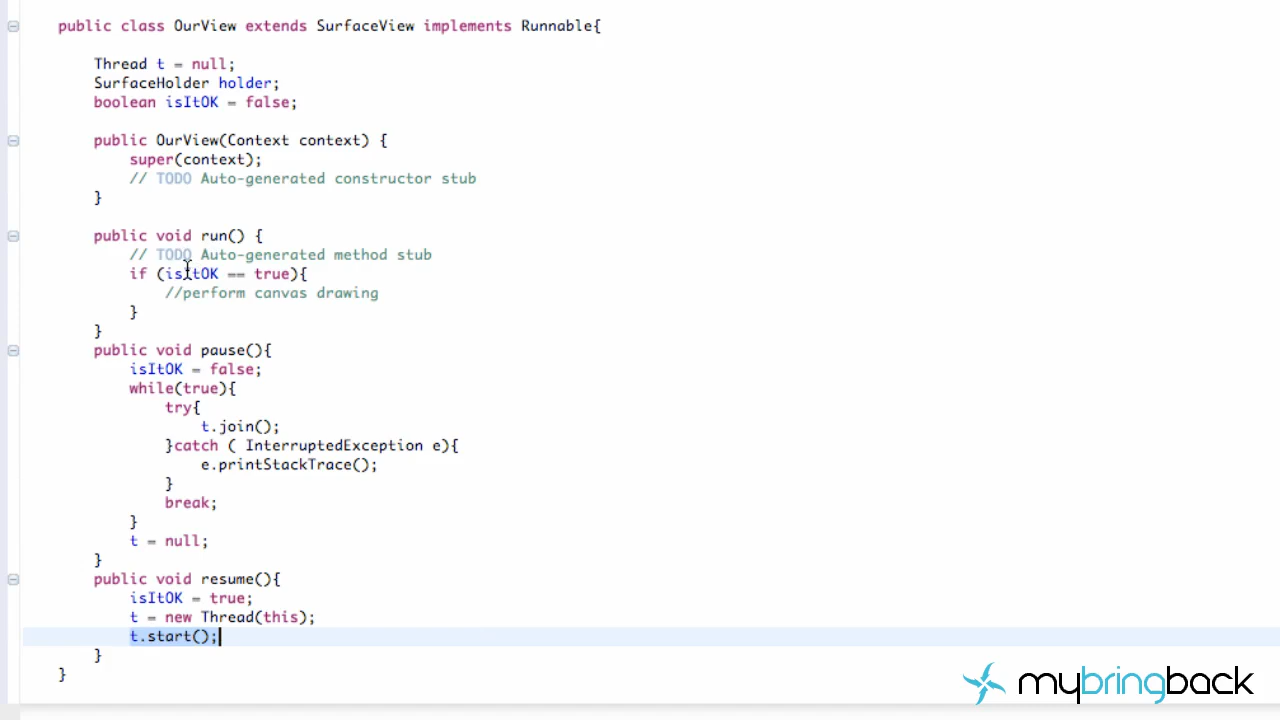 public class OurView extends SurfaceView implements Runnable{
Thread t = null;
SurfaceHolder holder;
boolean isItOK = false;
public OurView(Context context) {
super(context);
// TODO Auto-generated constructor stub
}
public void run() {
// TODO Auto-generated method stub
if (isItOK == true){
//perform canvas drawing
}
}
public void pause(){
isItOK = false;
while(true){
try{
t.join();
}catch ( InterruptedException e){
e.printStackTrace();
}
break;
}
t = null;
}
public void resume(){
isItOK = true;
t = new Thread(this);
t.start();
}
}
mybringback